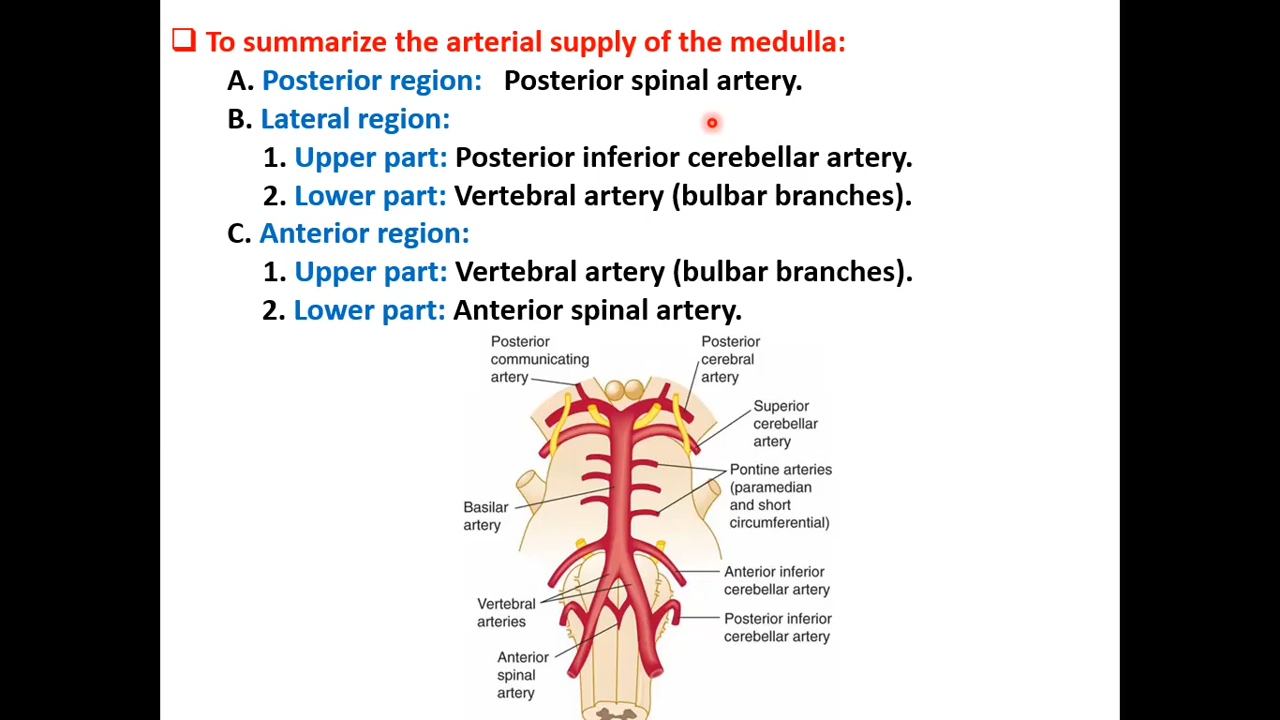 To summarize the arterial supply of the medulla:
A. Posterior region: Posterior spinal artery.
B. Lateral region:
1. Upper part: Posterior inferior cerebellar artery.
2. Lower part: Vertebral artery (bulbar branches).
C. Anterior region:
1. Upper part: Vertebral artery (bulbar branches).
2. Lower part: Anterior spinal artery.
Posterior
communicating
artery
Posterior
cerebral
artery
Superior
cerebellar
artery
Pontine arteries
(paramedian
and short
circumferential)
Basilar
artery
Anterior inferior
cerebellar artery
Vertebral
arteries
Posterior inferior
cerebellar artery
Anterior
spinal
artery